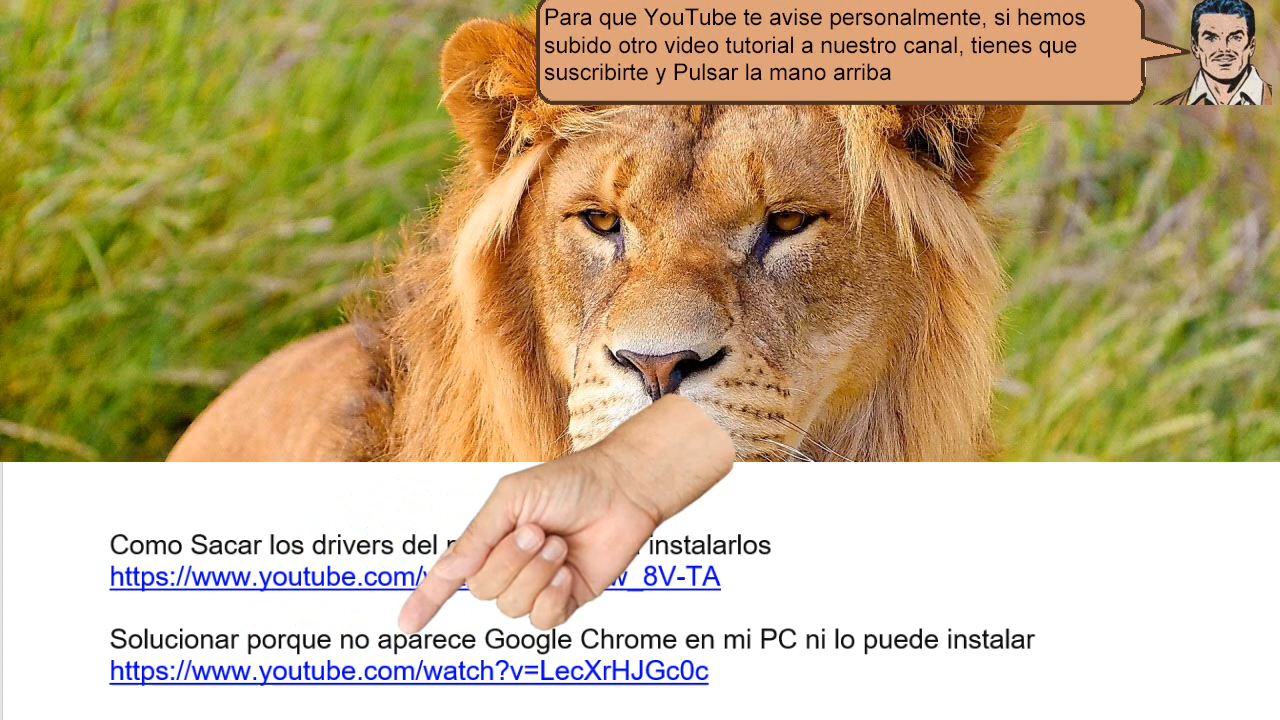 Para que YouTube te avise personalmente, si hemos
subido otro video tutorial a nuestro canal, tienes que
suscribirte y Pulsar la mano arriba
Como Sacar los drivers del instalarlos
https://www.youtube.com/ w_8V-TA
Solucionar porque no aparece Google Chrome en mi PC ni lo puede instalar
https://www.youtube.com/watch?v=LecXrHJGc0c